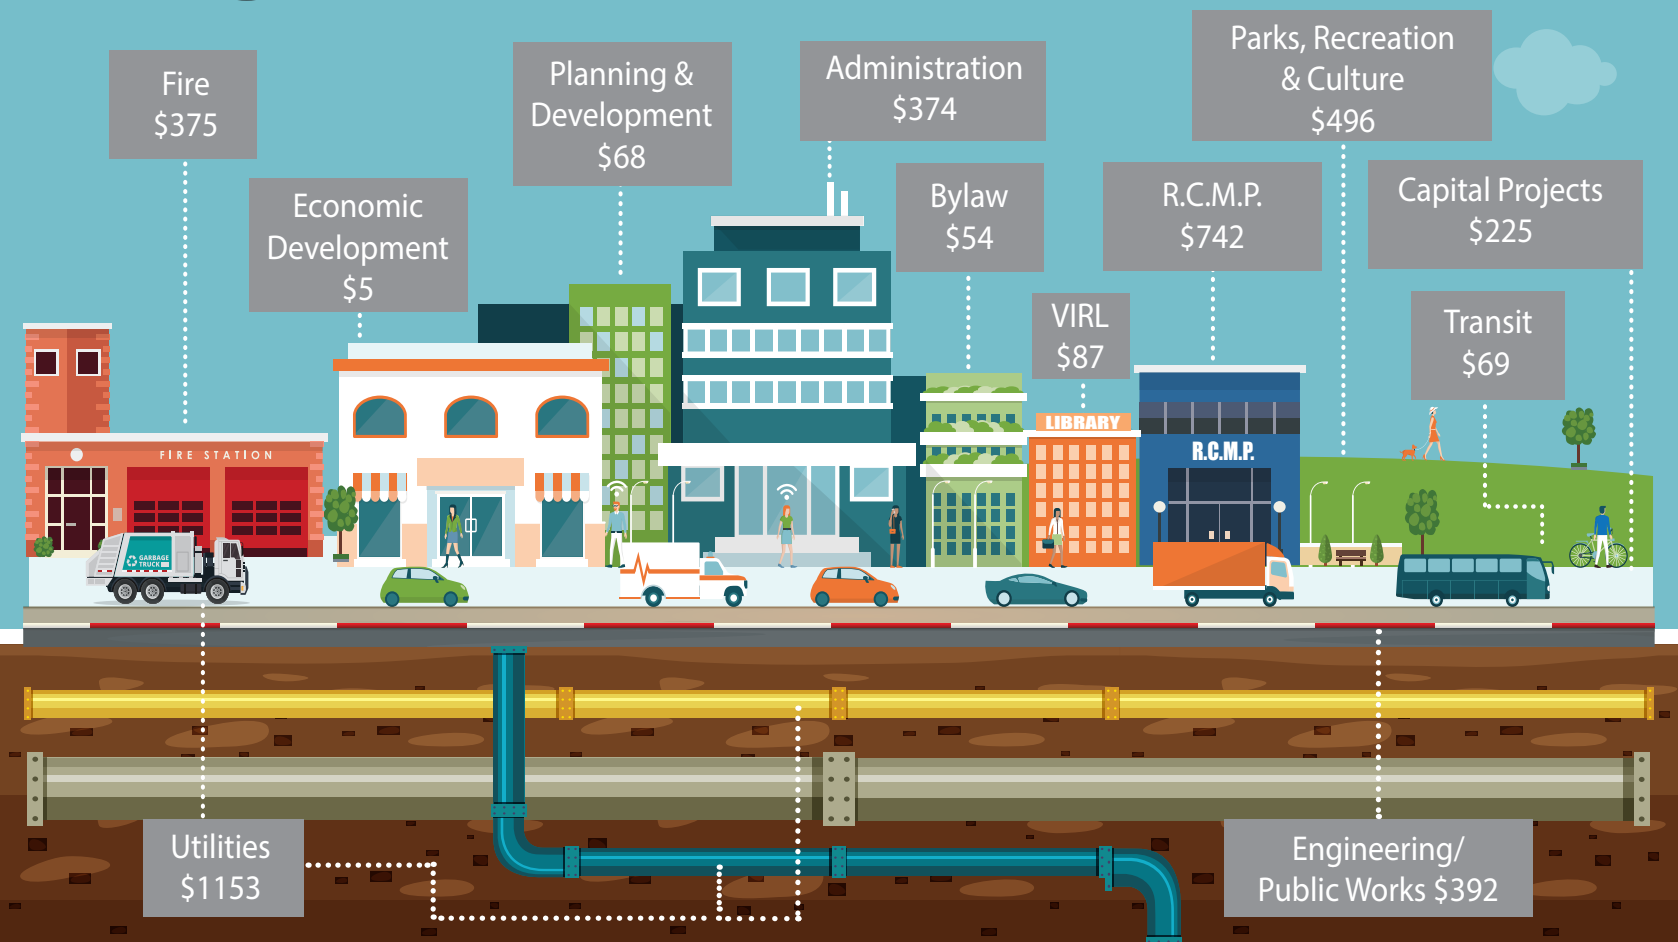 Fire
$375
Economic
Development
$5
Planning &
Development
$68
Administration
$374
Bylaw
$54
VIRL
$87
R.C.M.P.
$742
Parks, Recreation
& Culture
$496
Capital Projects
$225
Transit
$69
FIRE STATION
GARBAGE
TRUCK
LIBRARY
R.C.M.P.
Utilities
$1153
Engineering/
Public Works $392